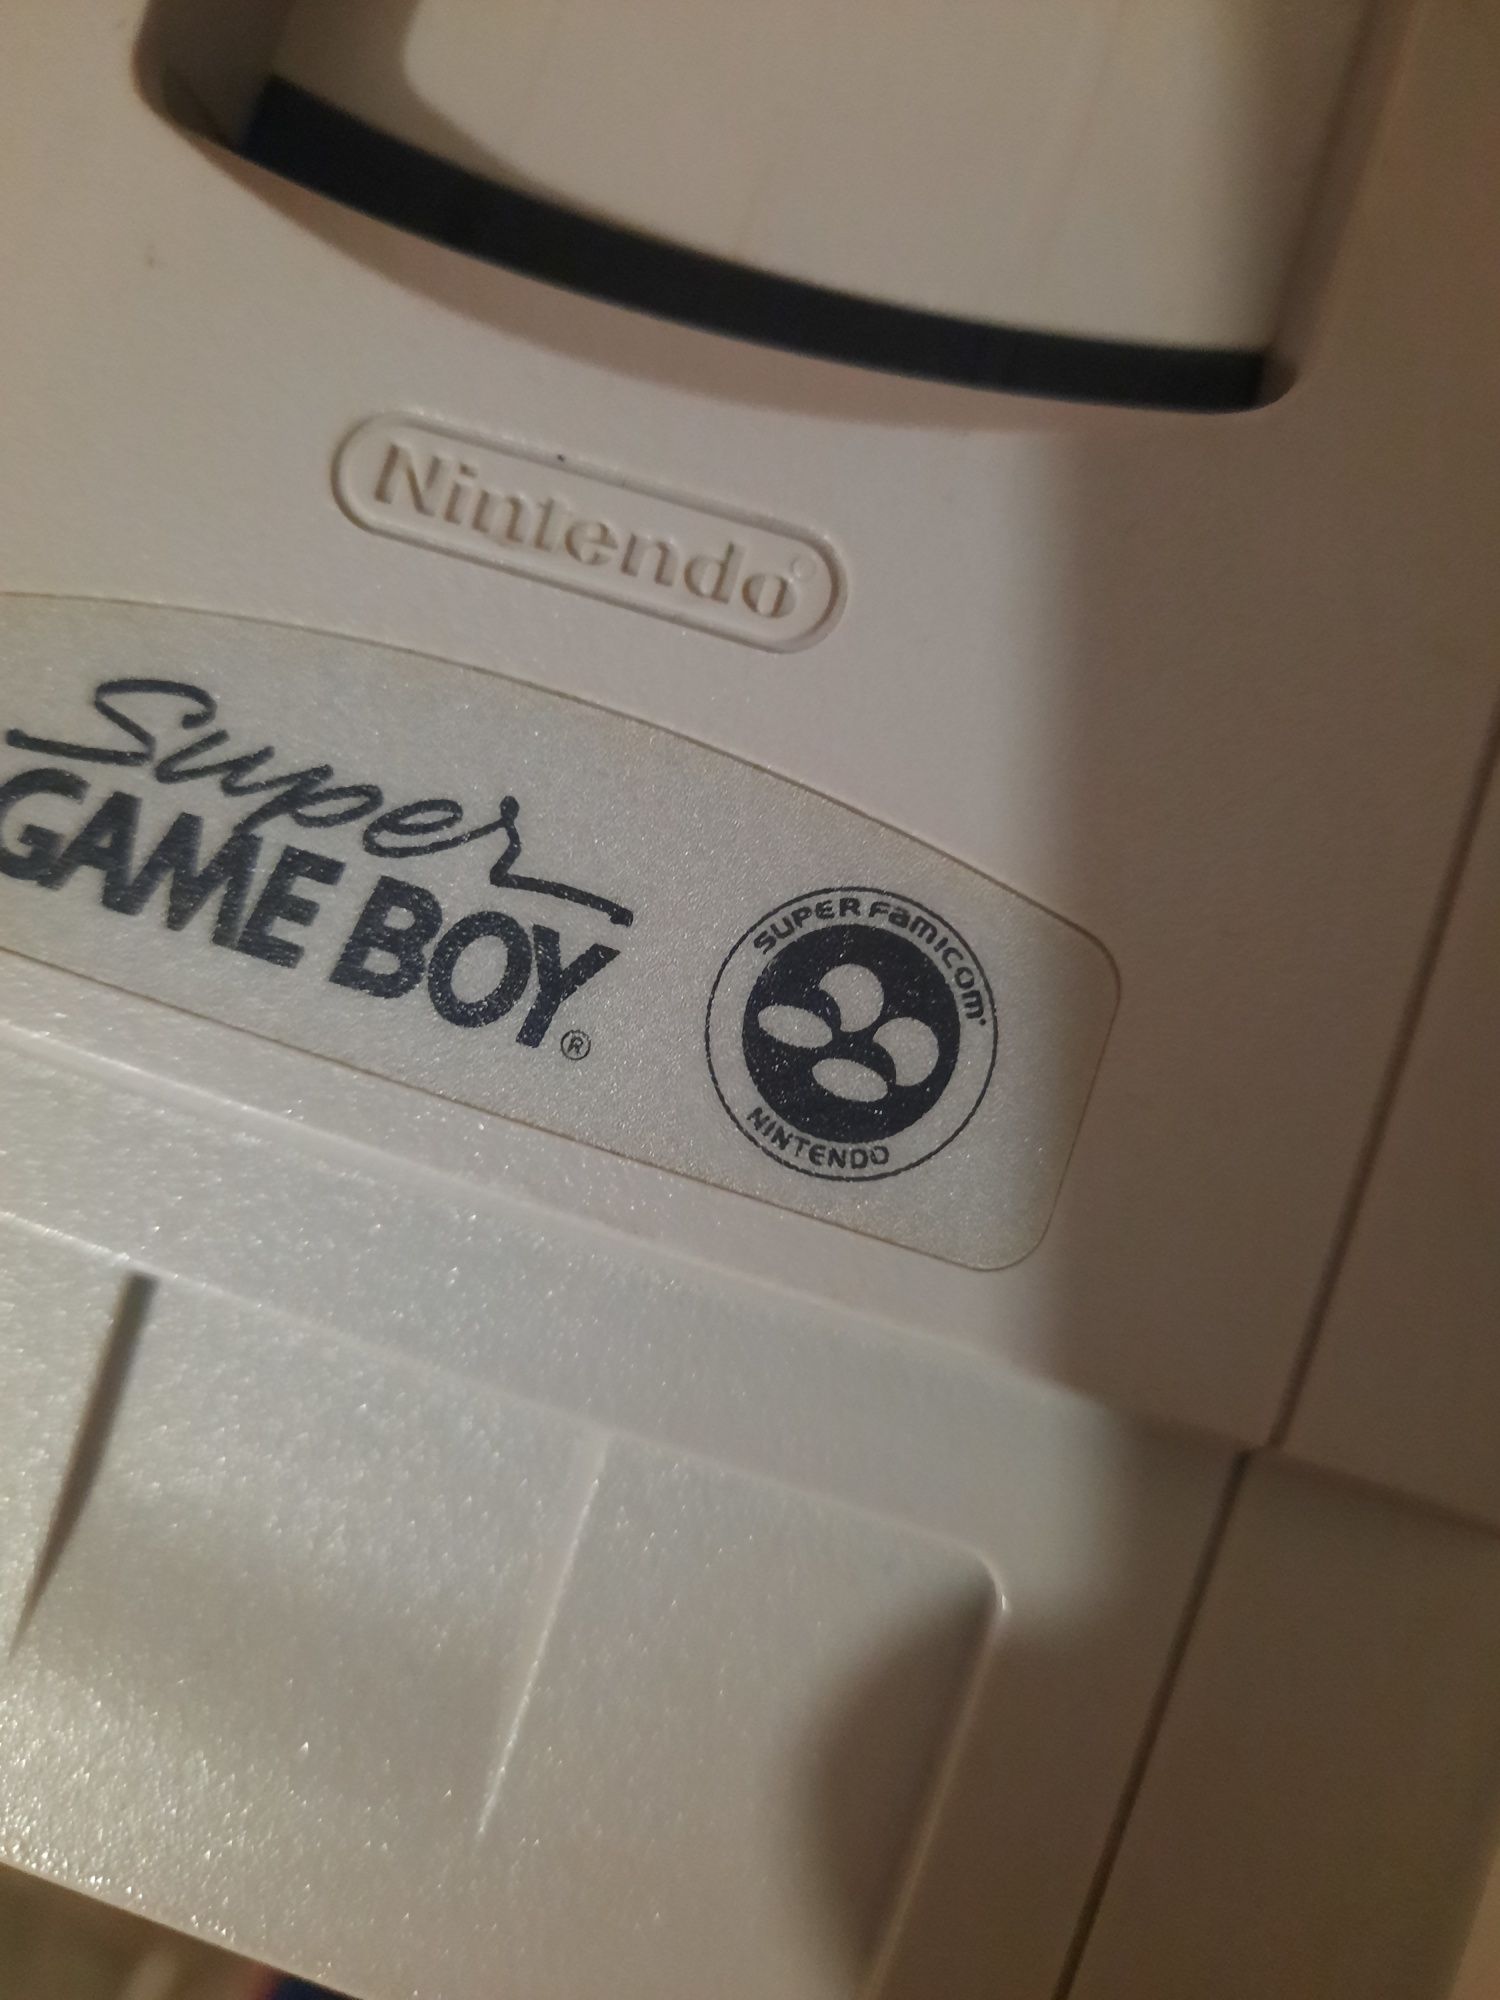 Nintendo®
Super
GAME BOY®
SUPER FAMICOM
NINTENDO